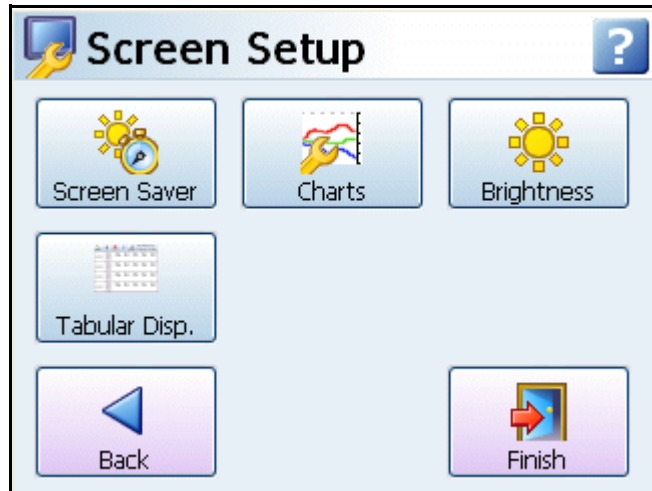 Screen Setup
?
Screen Saver
Charts
Brightness
Tabular Disp.
Back
Finish